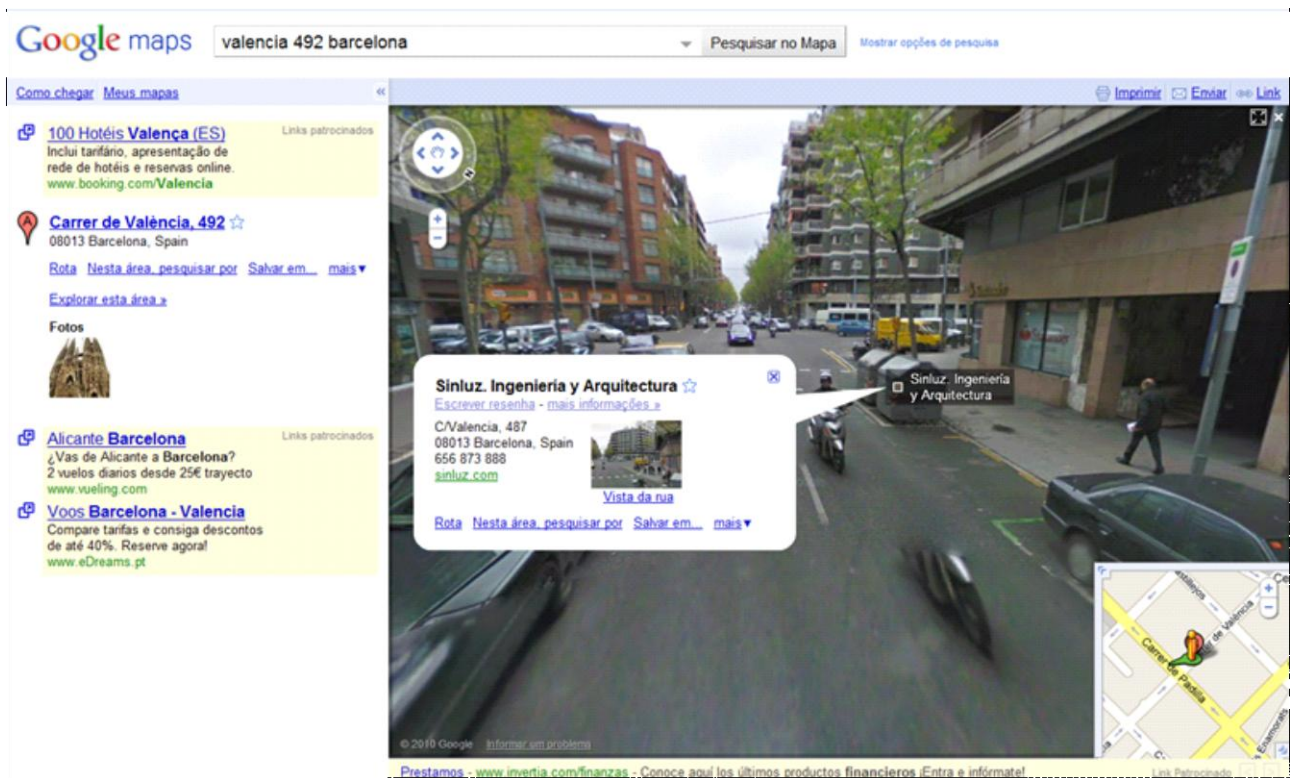 Google maps
valencia 492 barcelona
Pesquisar no Mapa
Mostrar opções de pesquisa
Como chegar Meus mapas «
Imprimir Enviar Link
100 Hotéis Valença (ES)
Links patrocinados
Inclui tarifário, apresentação de
rede de hotéis e reservas online.
www.booking.com/Valencia
A
Carrer de València, 492
08013 Barcelona, Spain
Rota Nesta área, pesquisar por Salvar em... mais▼
Explorar esta área »
Fotos
Alicante Barcelona
Links patrocinados
¿Vas de Alicante a Barcelona?
2 vuelos diarios desde 25€ trayecto
www.vueling.com
Voos Barcelona - Valencia
Compare tarifas e consiga descontos
de até 40%. Reserve agora!
www.eDreams.pt
N
Sinluz. Ingeniería y Arquitectura
Escrever resenha - mais informações »
C/Valencia, 487
08013 Barcelona, Spain
656 873 888
sinluz.com
Vista da rua
Rota Nesta área, pesquisar por Salvar em... mais▼
Sinluz. Ingeniería
y Arquitectura
de València
Carrer de Padilla
© 2010 Google Informar um problema
Prestamos - www.invertia.com/finanzas - Conoce aquí los últimos productos financieros ¡Entra e infórmate!
Link Patrocinado